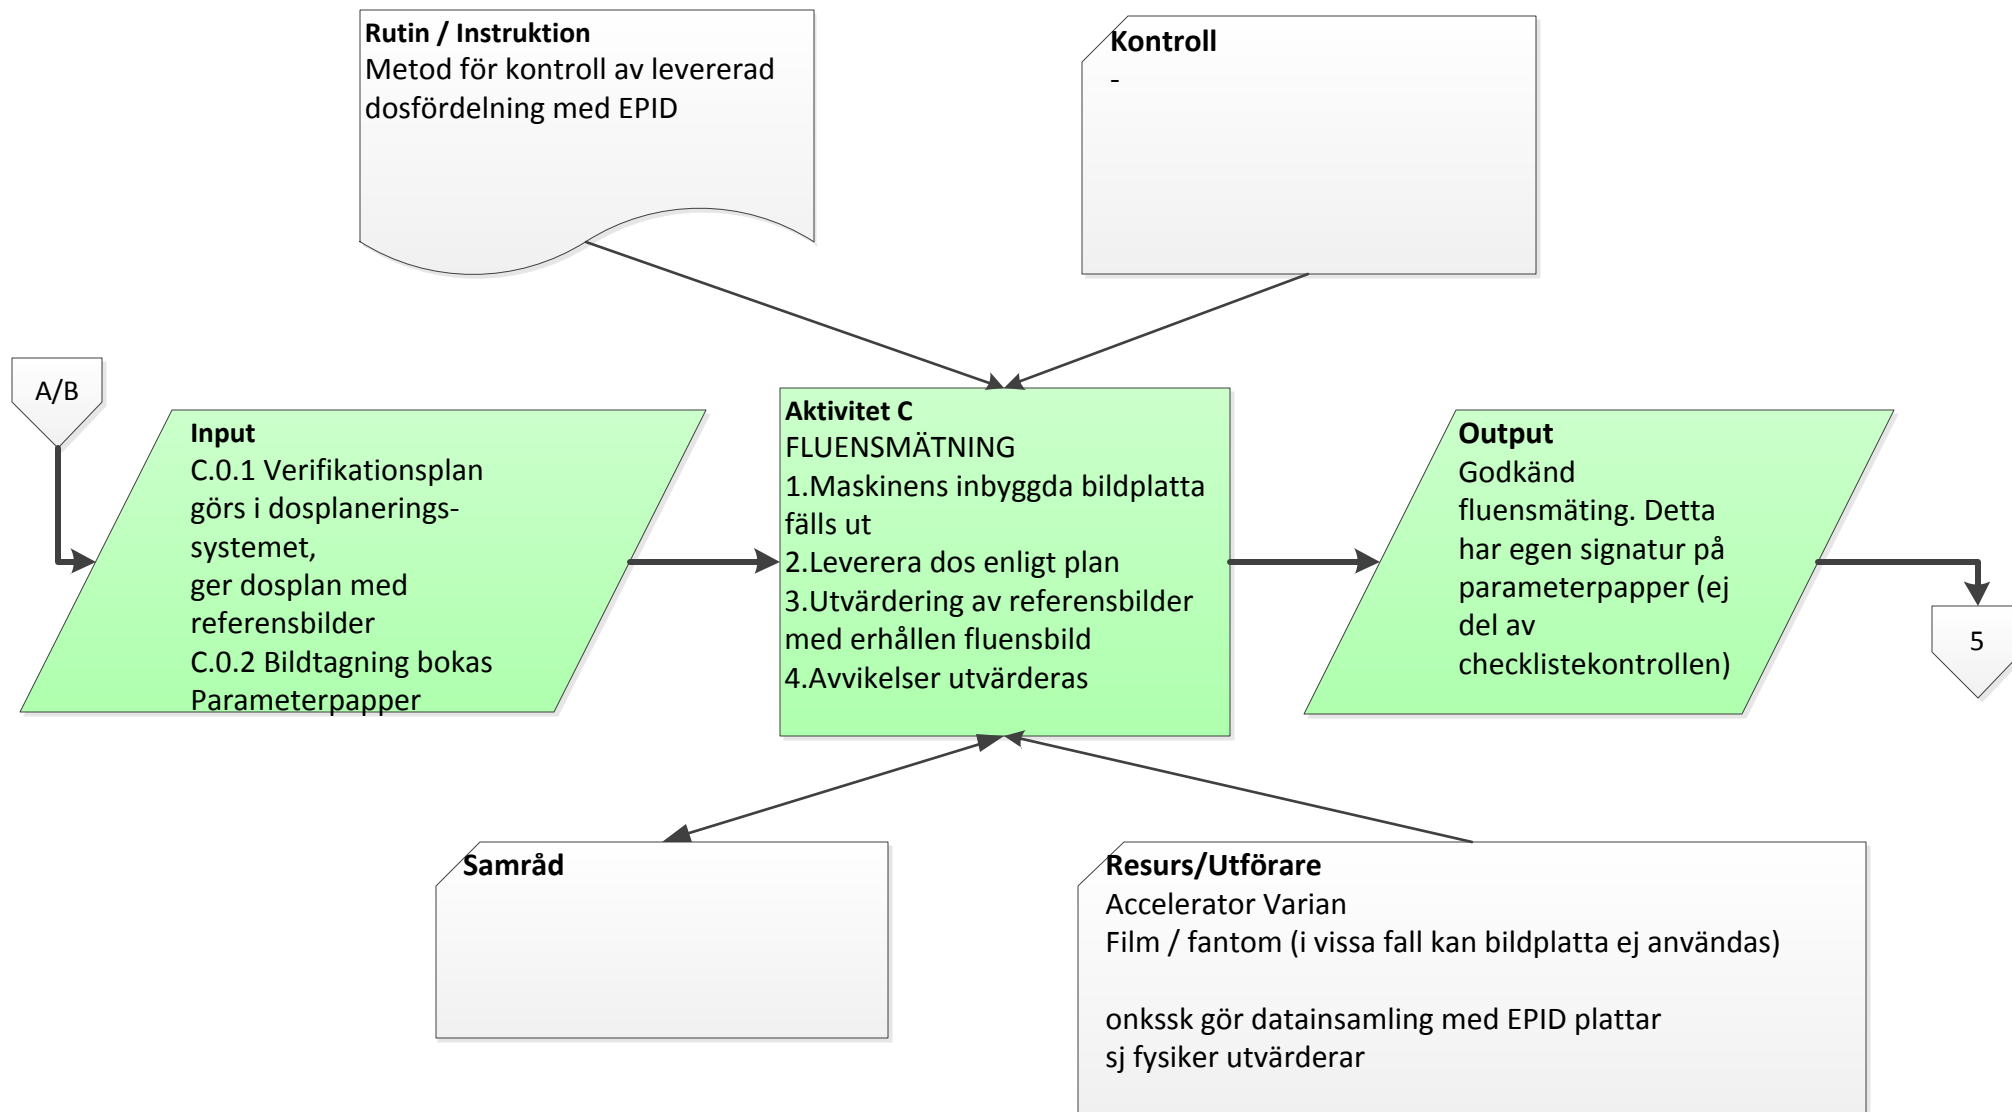 Rutin / Instruktion
Metod för kontroll av levererad
dosfördelning med EPID
Kontroll
-
A/B
Input
C.0.1 Verifikationsplan
görs i dosplanerings-
systemet,
ger dosplan med
referensbilder
C.0.2 Bildtagning bokas
Parameterpapper
Aktivitet C
FLUENSMÄTNING
1.Maskinens inbyggda bildplatta
fälls ut
2.Leverera dos enligt plan
3.Utvärdering av referensbilder
med erhållen fluensbild
4.Avvikelser utvärderas
Output
Godkänd
fluensmäting. Detta
har egen signatur på
parameterpapper (ej
del av
checklistekontrollen)
5
Samråd
Resurs/Utförare
Accelerator Varian
Film / fantom (i vissa fall kan bildplatta ej användas)
onkssk gör datainsamling med EPID plattar
sj fysiker utvärderar